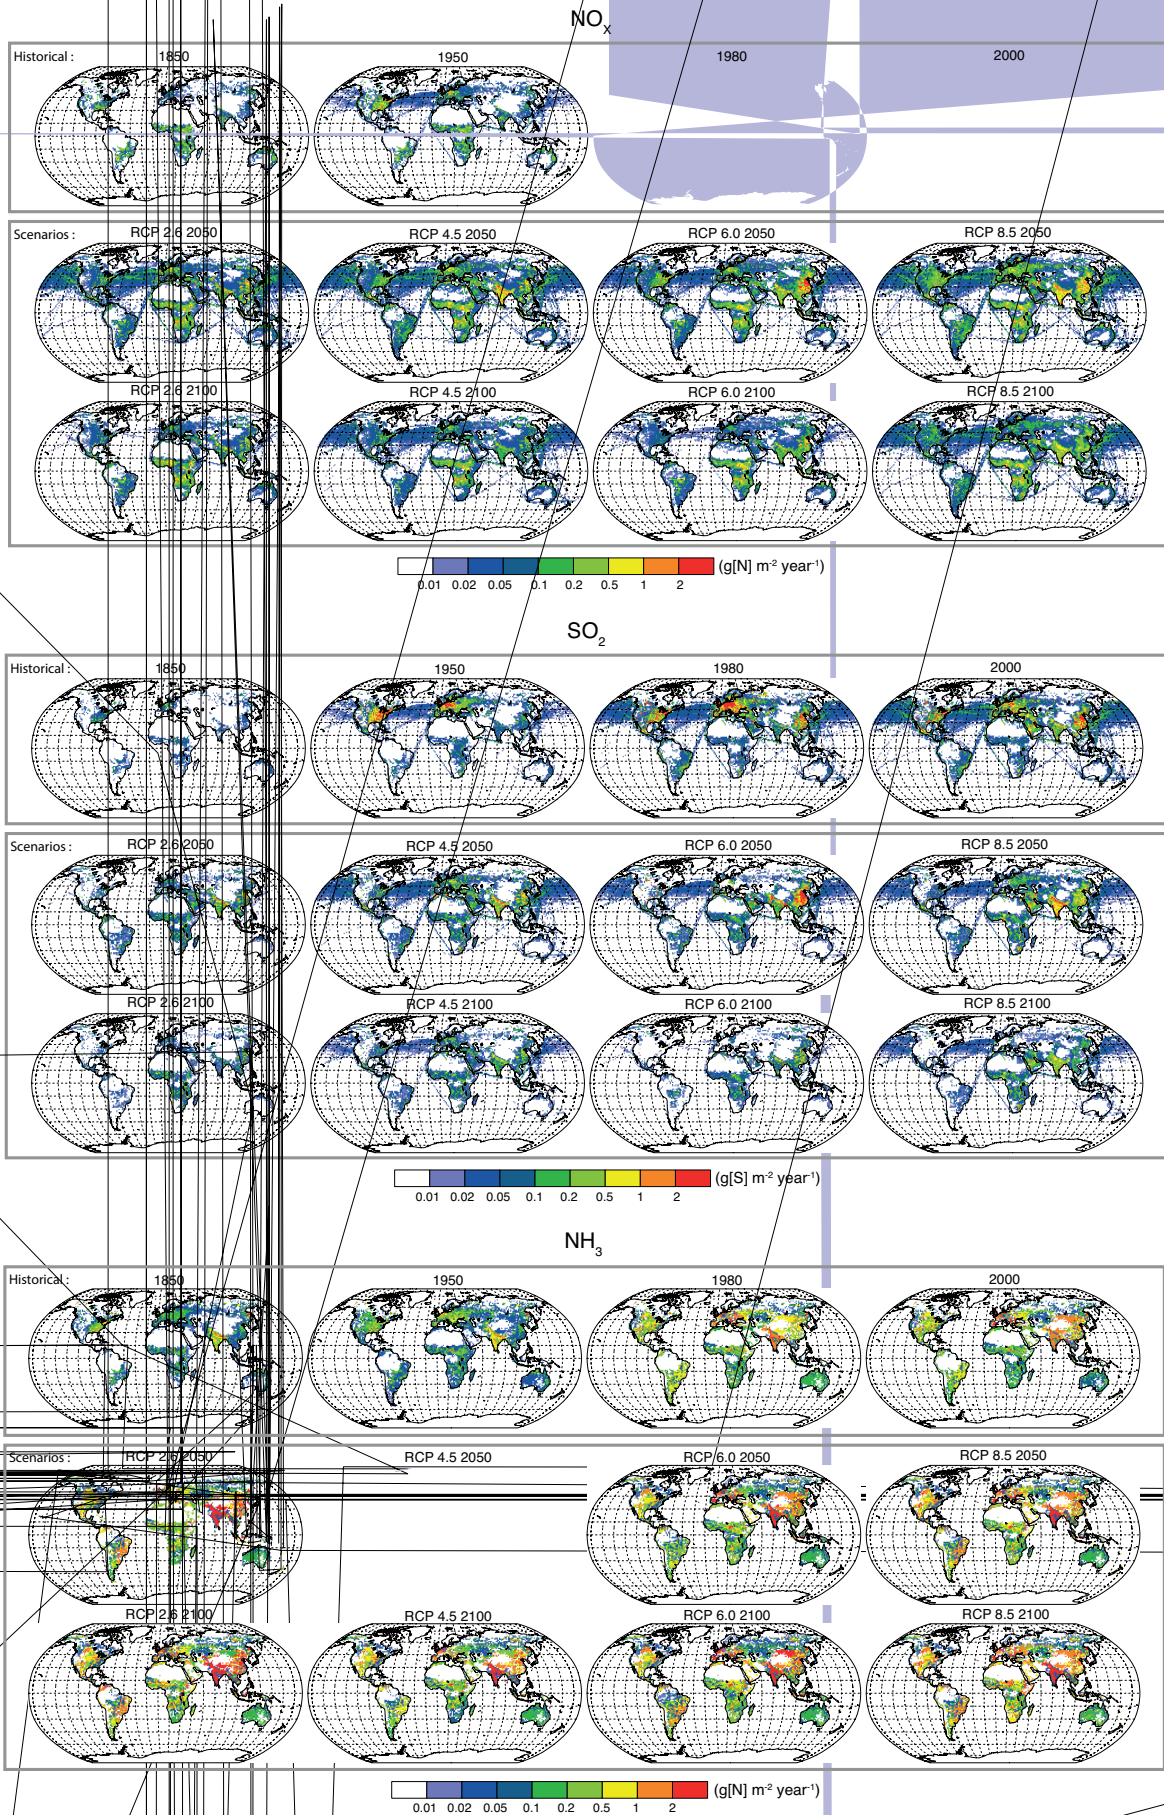 NOx
Historical :
1850 1950 1980 2000
Scenarios :
RCP 2.6 2050 RCP 4.5 2050 RCP 6.0 2050 RCP 8.5 2050
RCP 2.6 2100 RCP 4.5 2100 RCP 6.0 2100 RCP 8.5 2100
(g[N] m-2 year-1)
0.01 0.02 0.05 0.1 0.2 0.5 1 2
SO2
Historical :
1850 1950 1980 2000
Scenarios :
RCP 2.6 2050 RCP 4.5 2050 RCP 6.0 2050 RCP 8.5 2050
RCP 2.6 2100 RCP 4.5 2100 RCP 6.0 2100 RCP 8.5 2100
(g[S] m-2 year-1)
0.01 0.02 0.05 0.1 0.2 0.5 1 2
NH3
Historical :
1850 1950 1980 2000
Scenarios :
RCP 2.6 2050 RCP 4.5 2050 RCP 6.0 2050 RCP 8.5 2050
RCP 2.6 2100 RCP 4.5 2100 RCP 6.0 2100 RCP 8.5 2100
(g[N] m-2 year-1)
0.01 0.02 0.05 0.1 0.2 0.5 1 2